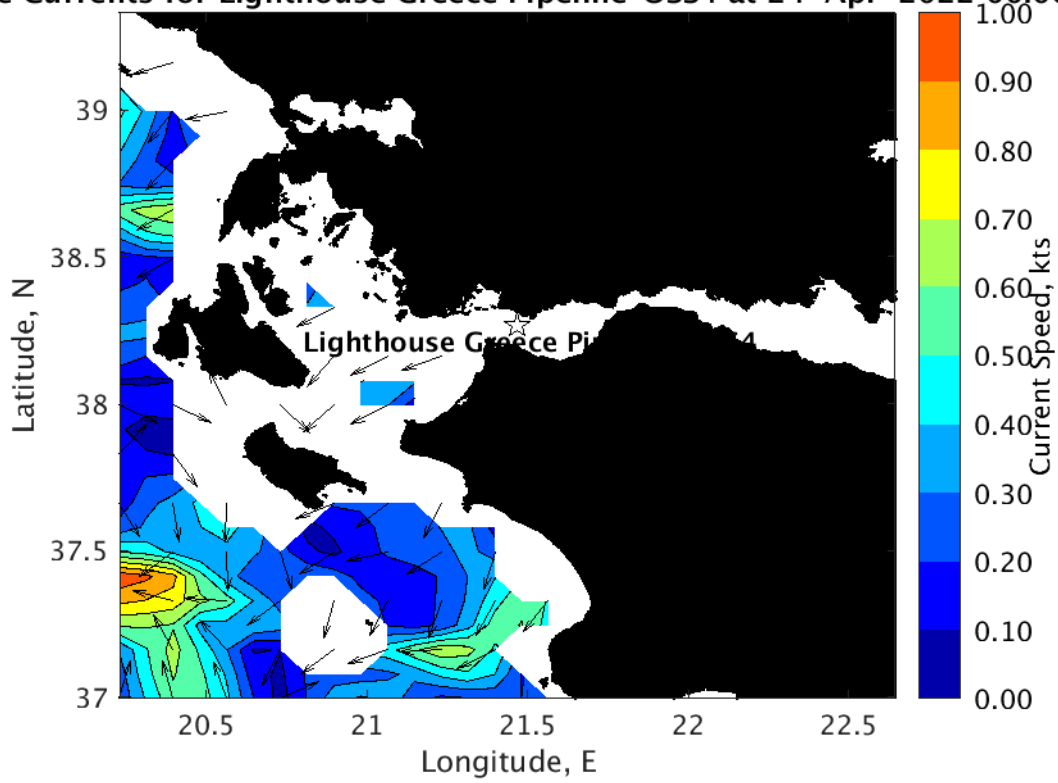 Currents for Lighthouse Greece Pipeline at 2022
1.00
39
0.90
0.80
0.70
38.5
0.60
Lighthouse Greece
0.50
38
0.40
0.30
37.5
0.20
0.10
37
0.00
20.5 21 21.5 22 22.5
Latitude, N
Longitude, E
Current Speed, kts